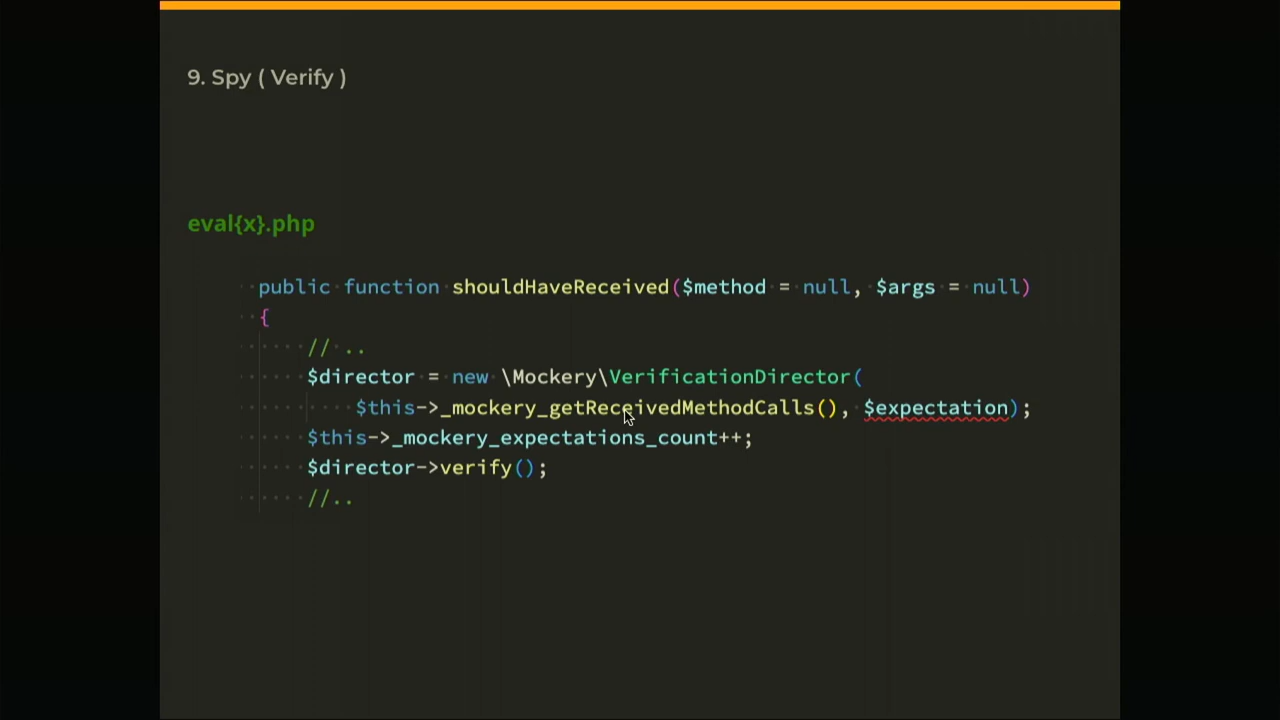 9. Spy ( Verify )
eval{x}.php
public function shouldHaveReceived($method = null, $args = null)
{
// ..
$director = new \Mockery\VerificationDirector(
$this->_mockery_getReceivedMethodCalls(), $expectation);
$this->_mockery_expectations_count++;
$director->verify();
//..